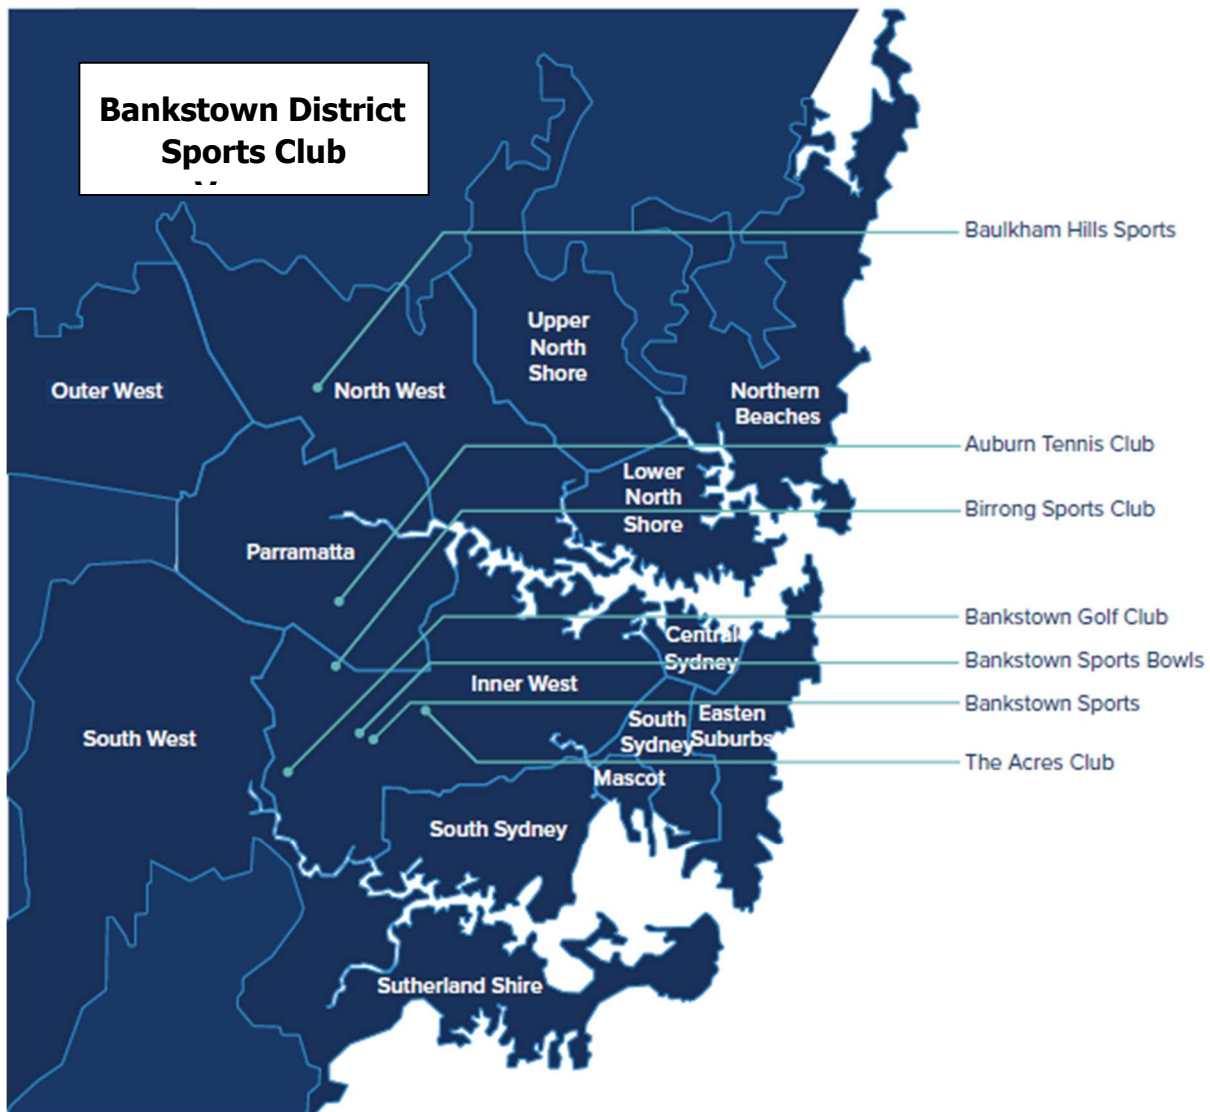 Bankstown District
Sports Club
Baulkham Hills Sports
Upper
North
Shore
Outer West
North West
Northern
Beaches
Auburn Tennis Club
Lower
North
Shore
Birrong Sports Club
Parramatta
Bankstown Golf Club
Central
Sydney
Bankstown Sports Bowls
Inner West
Bankstown Sports
South
Sydney
Easten
Suburbs
South West
The Acres Club
Mascot
South Sydney
Sutherland Shire